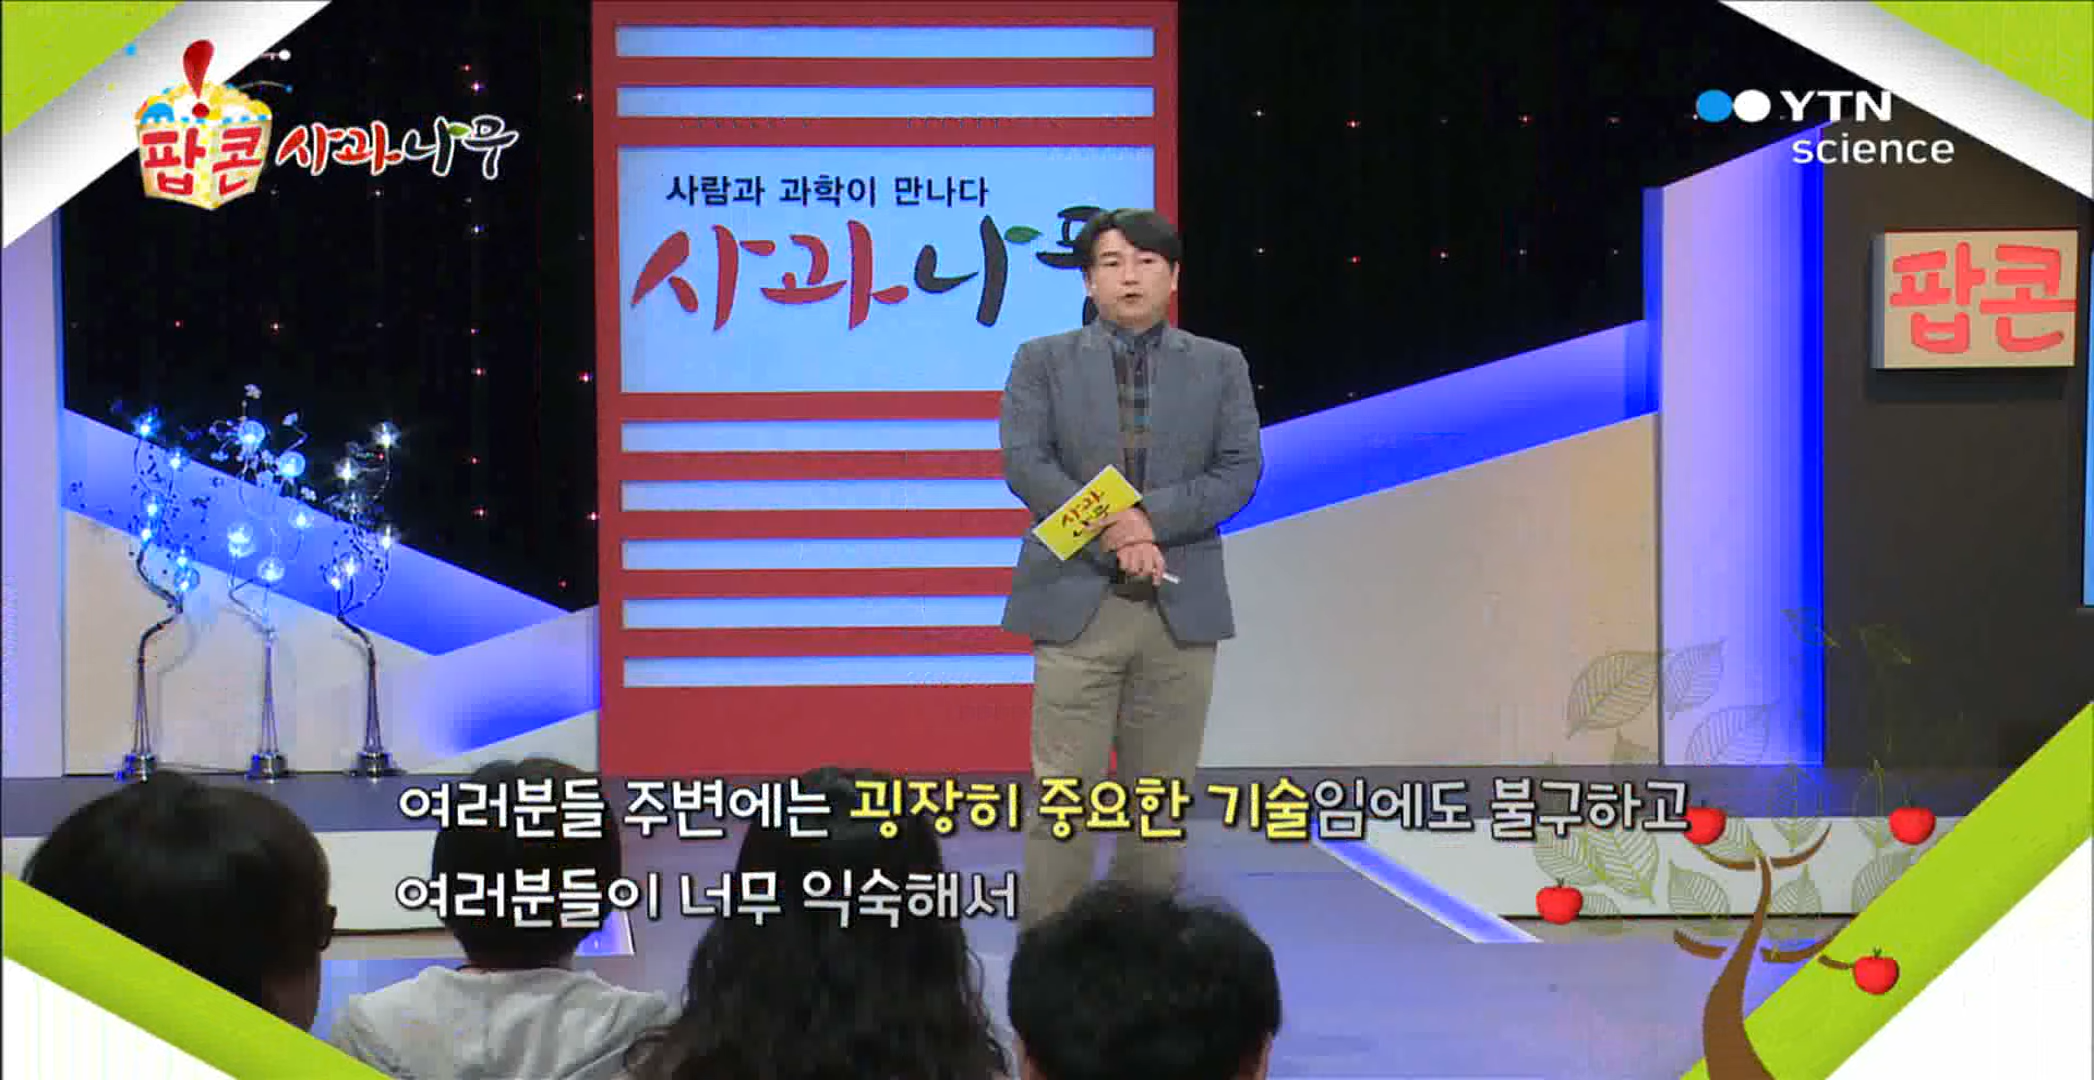 팝콘 사과나무
YTN
science
사람과 과학이 만나다
사과나무
팝콘
사과
나무
여러분들 주변에는 굉장히 중요한 기술임에도 불구하고
여러분들이 너무 익숙해서